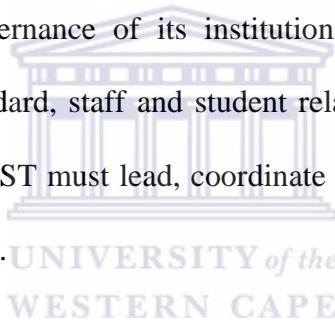 ernance of its institution
dard, staff and student rela
ST must lead, coordinate
.
UNIVERSITY of the
WESTERN CAPE